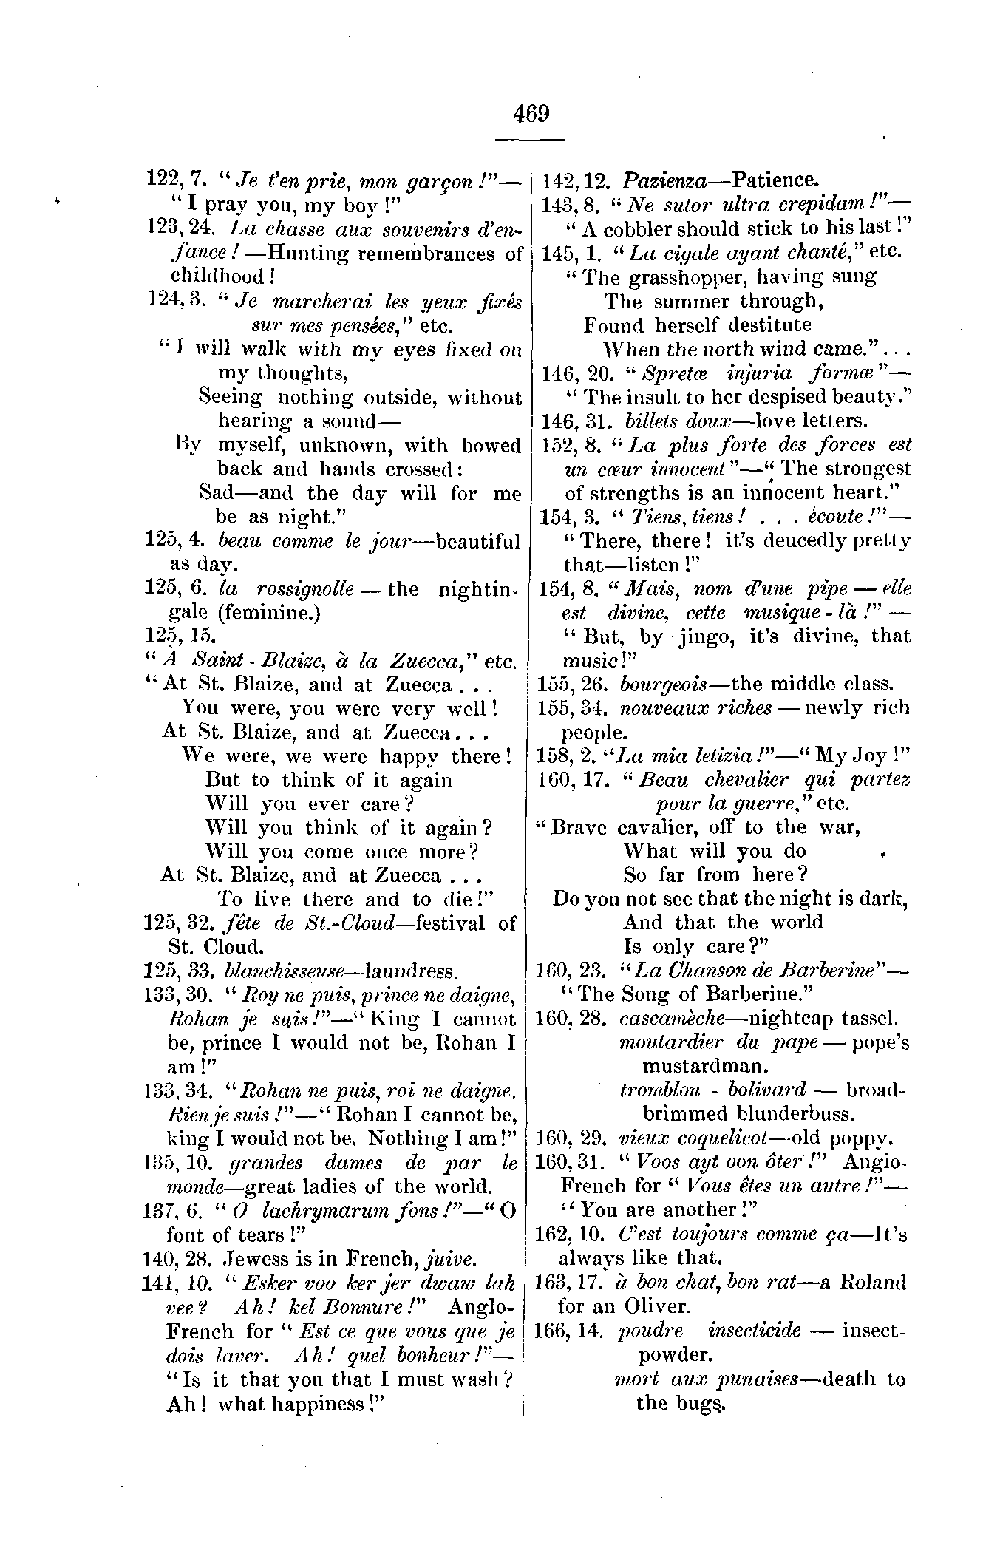 469
122, 7. "Je t'en prie, mon garçon!"—
"I pray you, my boy!"
123, 24. La chasse aux souvenirs d'en-
fance!—Hunting remembrances of
childhood!
124, 3. "Je marcherai les yeux fixés
sur mes pensées," etc.
"I will walk with my eyes fixed on
my thoughts,
Seeing nothing outside, without
hearing a sound—
By myself, unknown, with bowed
back and hands crossed:
Sad—and the day will for me
be as night."
125, 4. beau comme le jour—beautiful
as day.
125, 6. la rossignolle — the nightin-
gale (feminine.)
125, 15.
"À Saint-Blaize, à la Zuecca," etc.
"At St. Blaize, and at Zuecca . . .
You were, you were very well!
At St. Blaize, and at Zuecca . . .
We were, we were happy there!
But to think of it again
Will you ever care?
Will you think of it again?
Will you come once more?
At St. Blaize, and at Zuecca . . .
To live there and to die!"
125, 32. fête de St.-Cloud—festival of
St. Cloud.
125, 33. blanchisseuse—laundress.
133, 30. "Roy ne puis, prince ne daigne,
Rohan je suis!"—"King I cannot
be, prince I would not be, Rohan I
am!"
133, 34. "Rohan ne puis, roi ne daigne.
Rien je suis!"—"Rohan I cannot be,
king I would not be. Nothing I am!"
135, 10. grandes dames de par le
monde—great ladies of the world.
137, 6. "O lachrymarum fons!"—"O
font of tears!"
140, 28. Jewess is in French, juive.
141, 10. "Esker voo ker jer dwaw lah
vee? Ah! kel Bonnure!" Anglo-
French for "Est ce que vous que je
dois laver. Ah! quel bonheur!"—
"Is it that you that I must wash?
Ah! what happiness!"
142, 12. Pazienza—Patience.
143, 8. "Ne sutor ultra crepidam!"—
"A cobbler should stick to his last!"
145, 1. "La cigale ayant chanté," etc.
"The grasshopper, having sung
The summer through,
Found herself destitute
When the north wind came." . . .
146, 20. "Spretæ injuria formæ"—
"The insult to her despised beauty."
146, 31. billets doux—love letters.
152, 8. "La plus forte des forces est
un cœur innocent"—"The strongest
of strengths is an innocent heart."
154, 3. "Tiens, tiens! . . . écoute!"—
"There, there! it's deucedly pretty
that—listen!"
154, 8. "Mais, nom d'une pipe — elle
est divine, cette musique-là!" —
"But, by jingo, it's divine, that
music!"
155, 26. bourgeois—the middle class.
155, 34. nouveaux riches — newly rich
people.
158, 2. "La mia letizia!"—"My Joy!"
160, 17. "Beau chevalier qui partez
pour la guerre," etc.
"Brave cavalier, off to the war,
What will you do
So far from here?
Do you not see that the night is dark,
And that the world
Is only care?"
160, 23. "La Chanson de Barberine"—
"The Song of Barberine."
160, 28. cascamèche—nightcap tassel.
moutardier du pape — pope's
mustardman.
tromblon - bolivard — broad-
brimmed blunderbuss.
160, 29. vieux coquelicot—old poppy.
160, 31. "Voos ayt oon ôter!" Anglo-
French for "Vous êtes un autre!"—
"You are another!"
162, 10. C'est toujours comme ça—It's
always like that.
163, 17. à bon chat, bon rat—a Roland
for an Oliver.
166, 14. poudre insecticide — insect-
powder.
mort aux punaises—death to
the bugs.